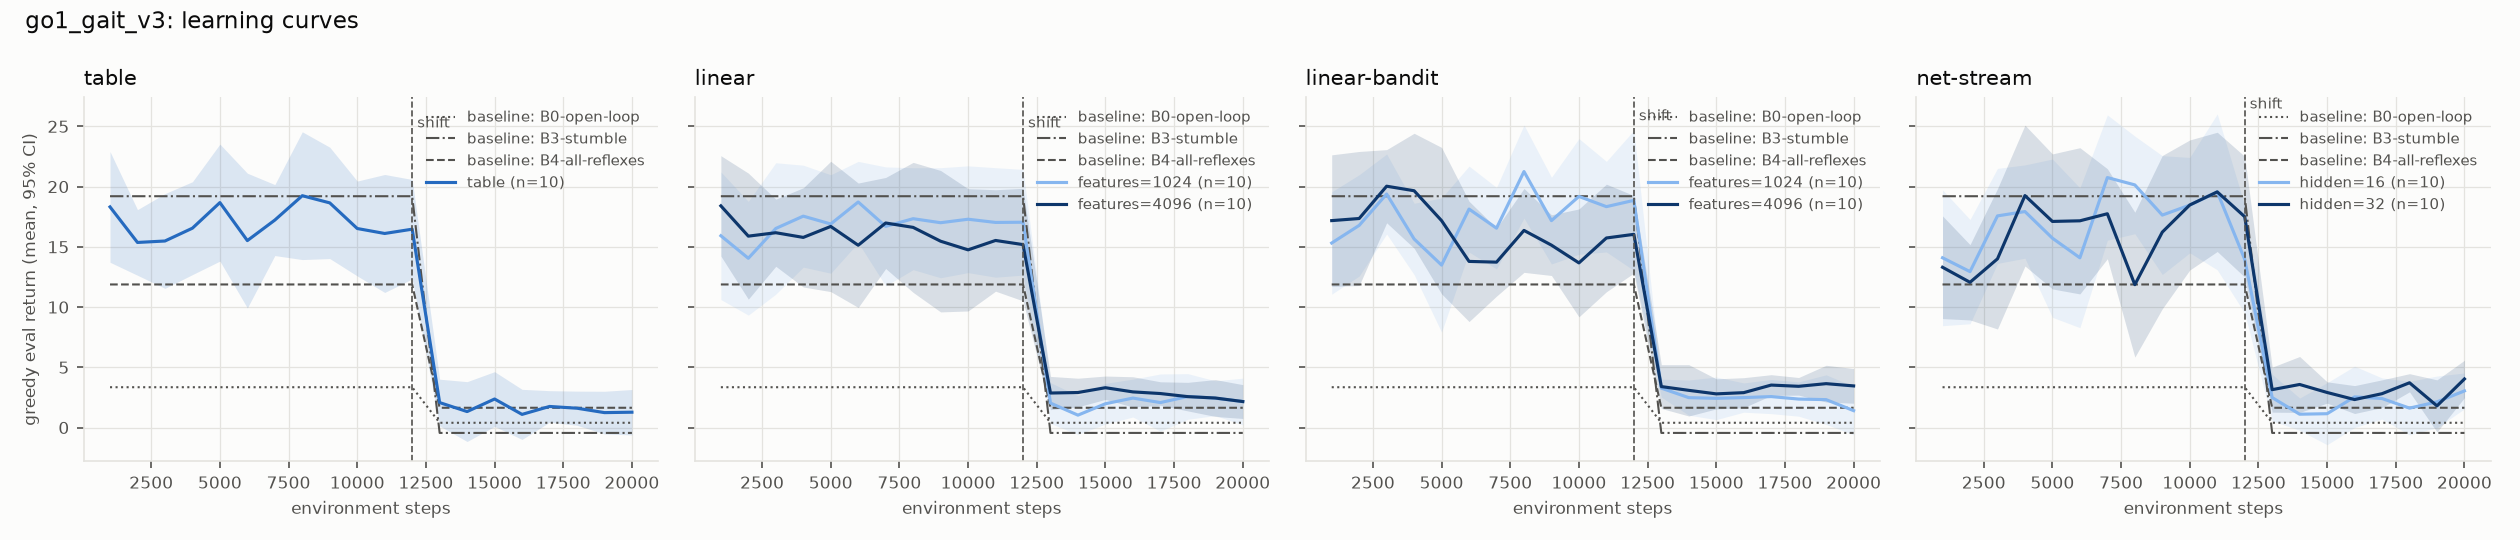 go1_gait_v3: learning curves
table
greedy eval return (mean, 95% CI)
25
20
15
10
5
0
shift
baseline: B0-open-loop
baseline: B3-stumble
baseline: B4-all-reflexes
table (n=10)
2500 5000 7500 10000 12500 15000 17500 20000
environment steps
linear
shift
baseline: B0-open-loop
baseline: B3-stumble
baseline: B4-all-reflexes
features=1024 (n=10)
features=4096 (n=10)
2500 5000 7500 10000 12500 15000 17500 20000
environment steps
linear-bandit
shift
baseline: B0-open-loop
baseline: B3-stumble
baseline: B4-all-reflexes
features=1024 (n=10)
features=4096 (n=10)
2500 5000 7500 10000 12500 15000 17500 20000
environment steps
net-stream
shift
baseline: B0-open-loop
baseline: B3-stumble
baseline: B4-all-reflexes
hidden=16 (n=10)
hidden=32 (n=10)
2500 5000 7500 10000 12500 15000 17500 20000
environment steps